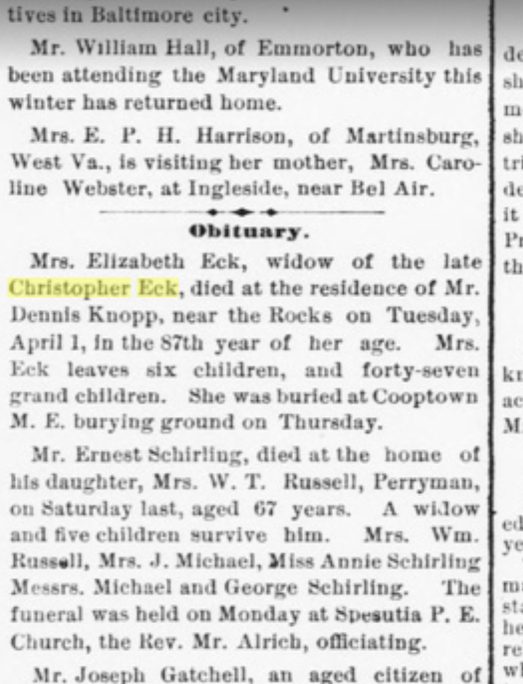 tives in Baltimore city.
Mr. William Hall, of Emmorton, who has
been attending the Maryland University this
winter has returned home.
Mrs. E. P. H. Harrison, of Martinsburg,
West Va., is visiting her mother, Mrs. Caro-
line Webster, at Ingleside, near Bel Air.
Obituary.
Mrs. Elizabeth Eck, widow of the late
Christopher Eck, died at the residence of Mr.
Dennis Knopp, near the Rocks on Tuesday,
April 1, in the 87th year of her age. Mrs.
Eck leaves six children, and forty-seven
grand children. She was buried at Cooptown
M. E. burying ground on Thursday.
Mr. Ernest Schirling, died at the home of
his daughter, Mrs. W. T. Russell, Perryman,
on Saturday last, aged 67 years. A widow
and five children survive him. Mrs. Wm.
Russell, Mrs. J. Michael, Miss Annie Schirling
Messrs. Michael and George Schirling. The
funeral was held on Monday at Spesutia P. E.
Church, the Rev. Mr. Alrich, officiating.
Mr. Joseph Gatchell, an aged citizen of